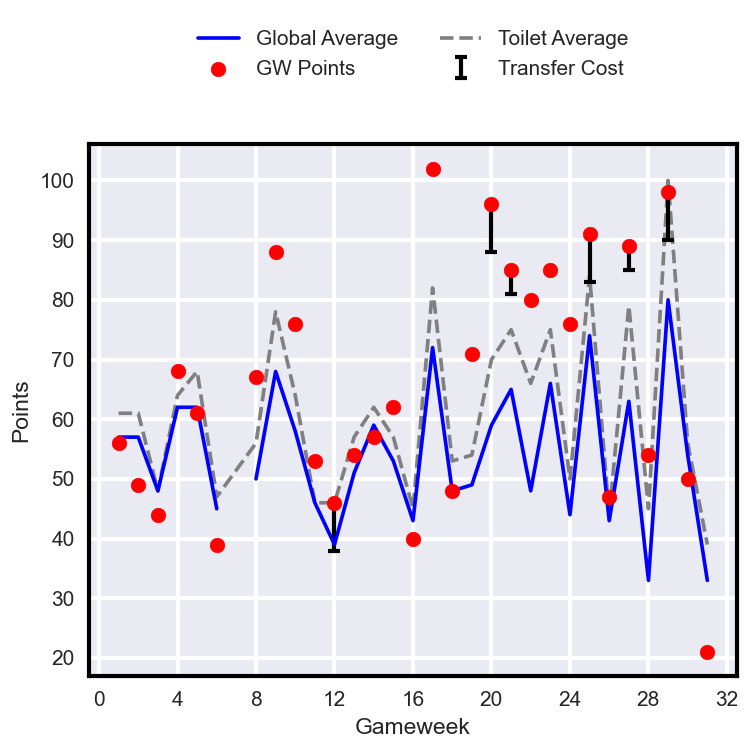 Global Average
Toilet Average
GW Points
Transfer Cost
100
90
80
70
60
50
40
30
20
Points
0 4 8 12 16 20 24 28 32
Gameweek